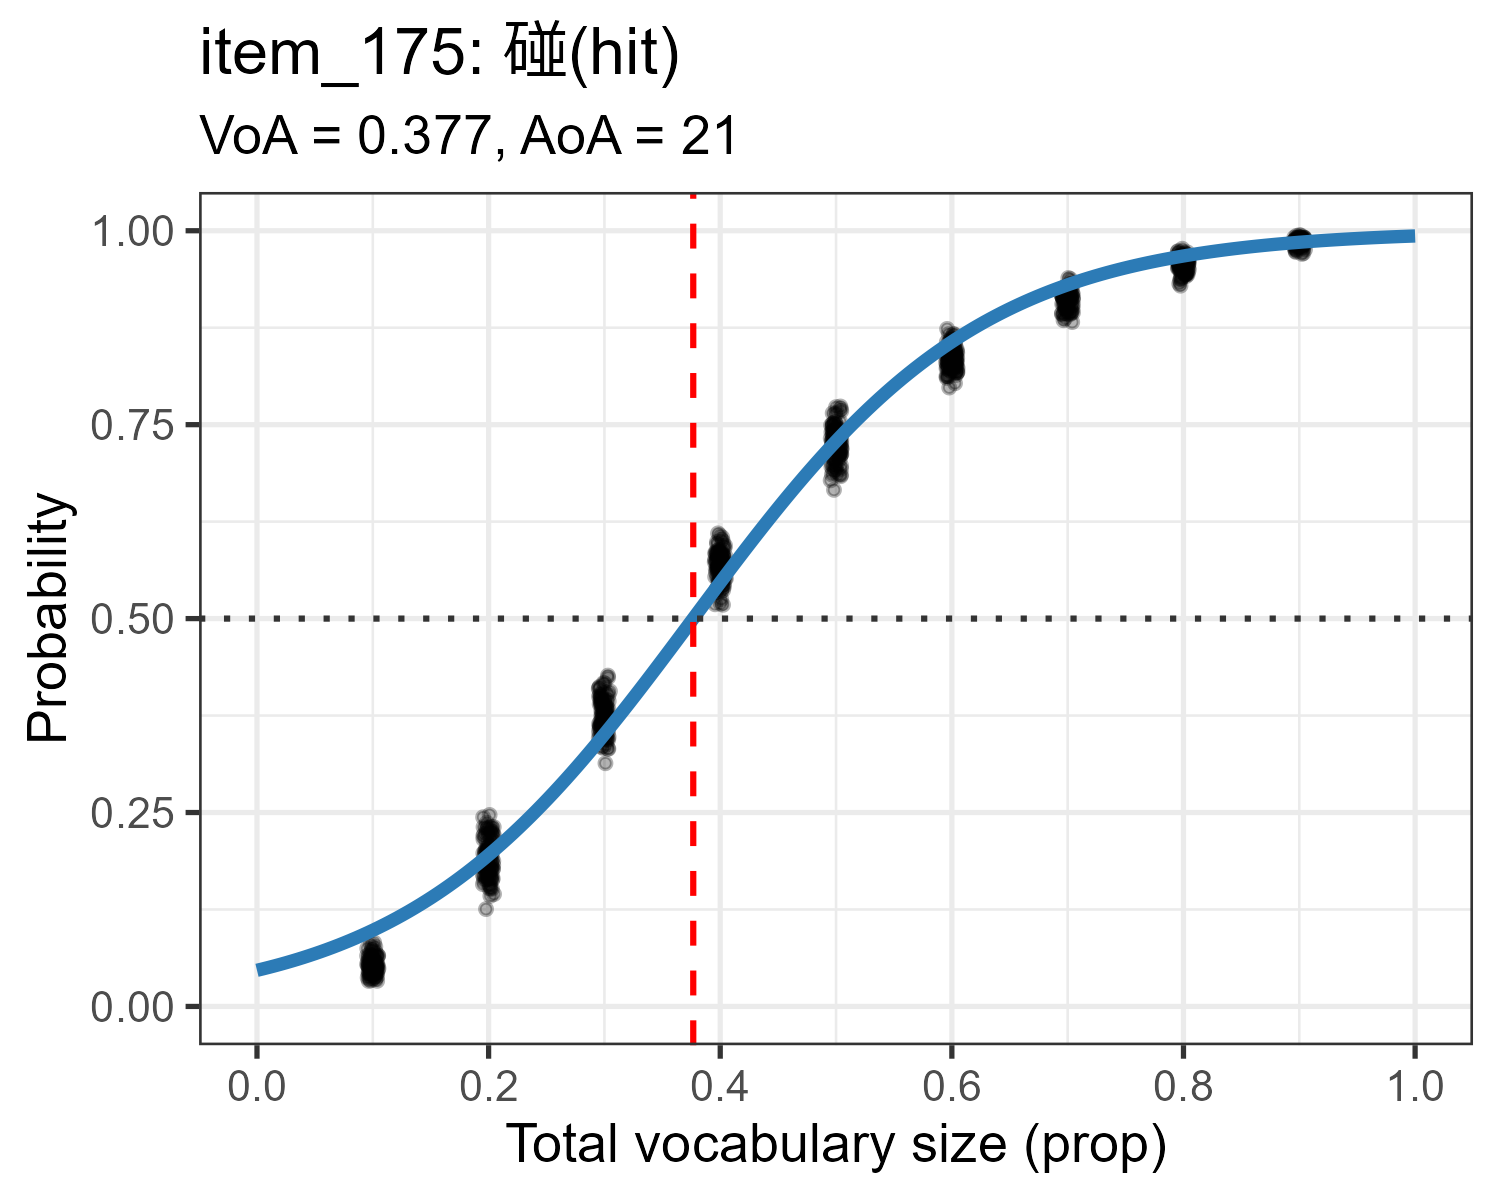 item_175: 碰(hit)
VoA = 0.377, AoA = 21
1.00
0.75
0.50
0.25
0.00
Probability
0.0 0.2 0.4 0.6 0.8 1.0
Total vocabulary size (prop)